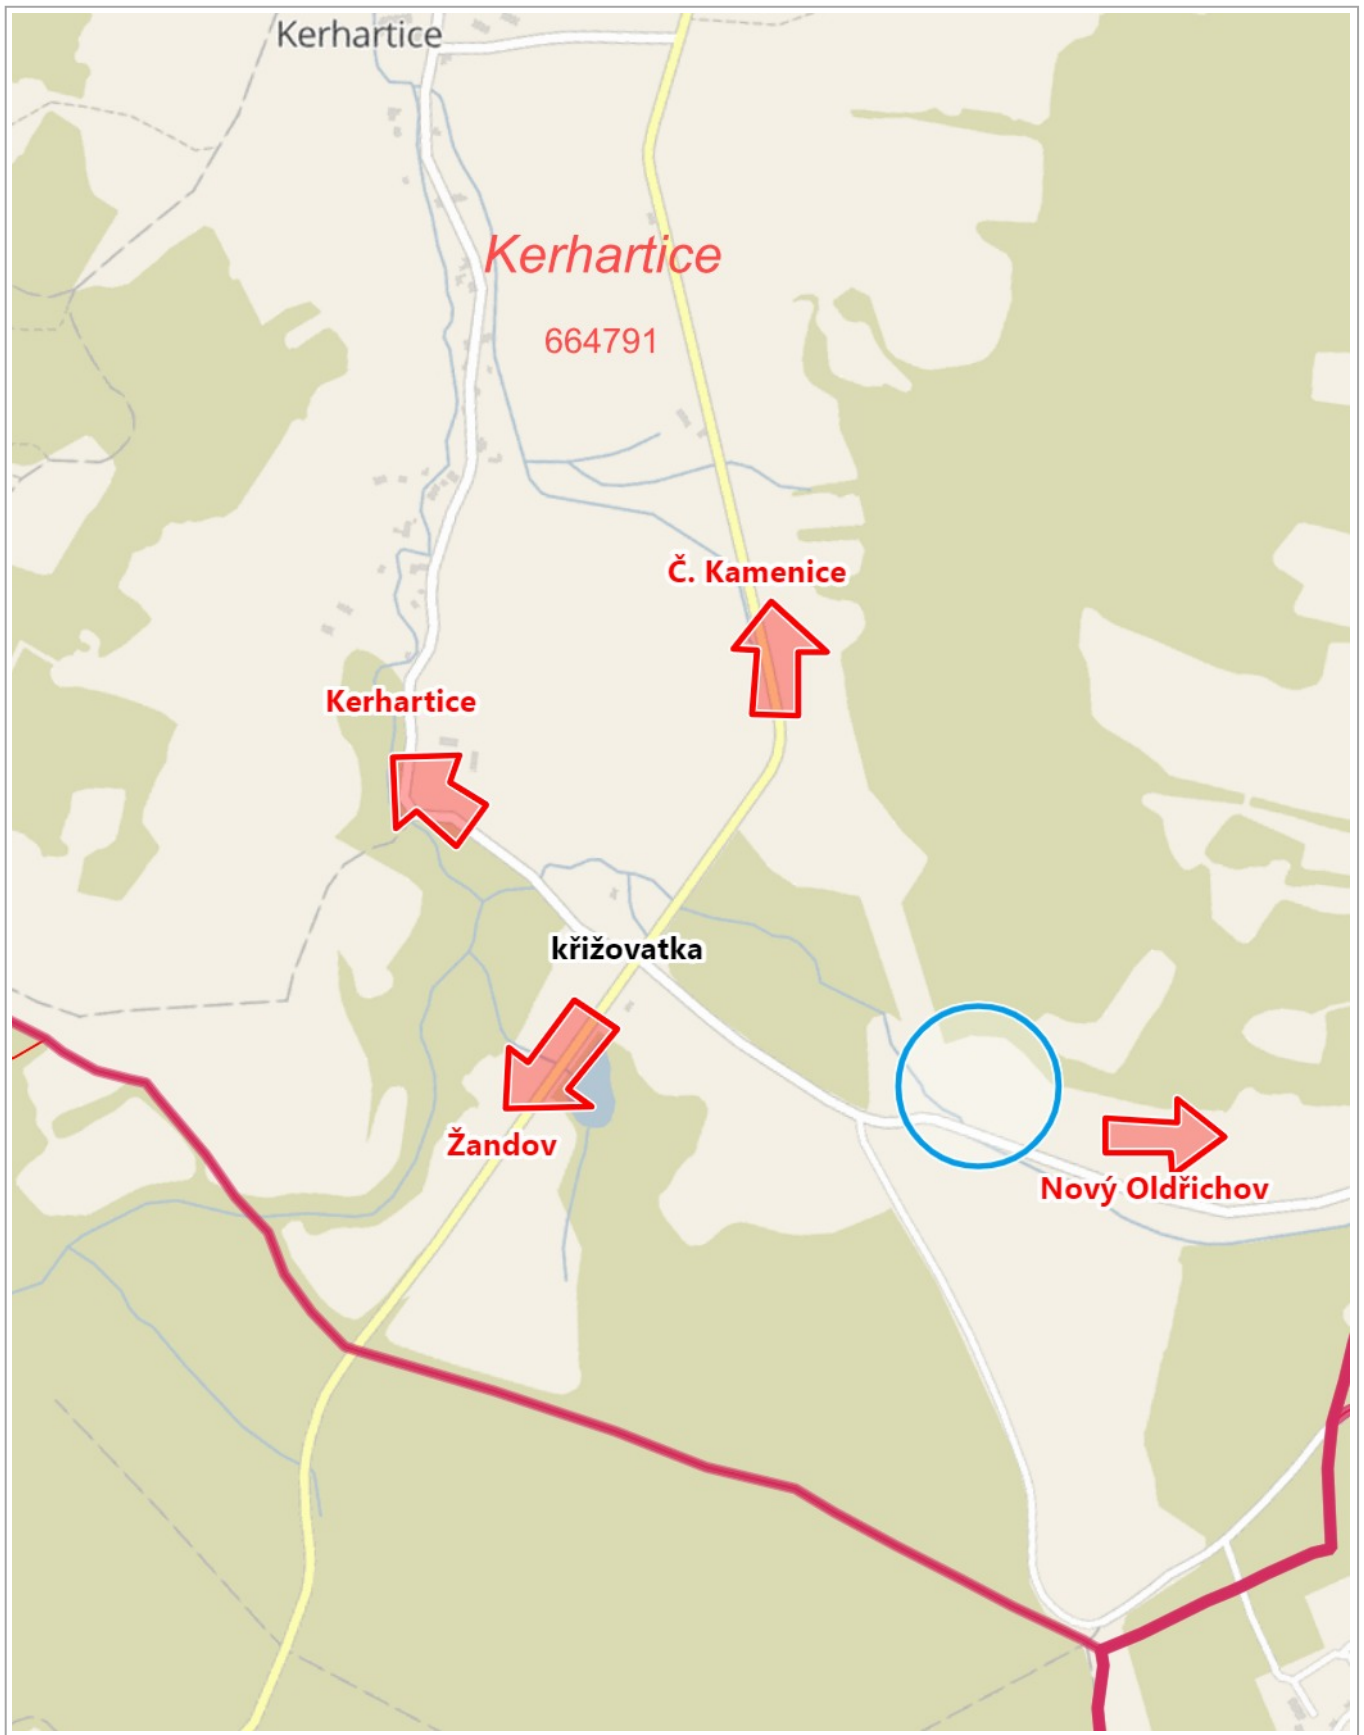 Kerhartice
Kerhartice
664791
Č. Kamenice
Kerhartice
křižovatka
Žandov
Nový Oldřichov